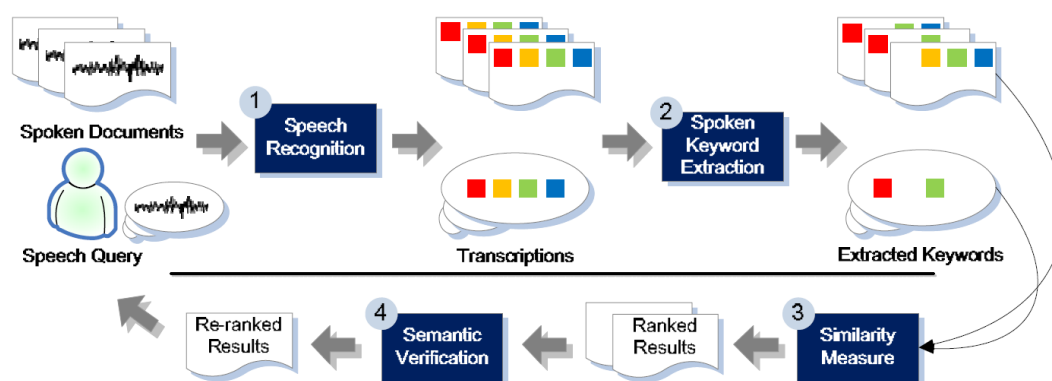 1
Speech
Recognition
2
Spoken
Keyword
Extraction
Spoken Documents
Speech Query
Transcriptions
Extracted Keywords
Re-ranked
Results
4
Semantic
Verification
Ranked
Results
3
Similarity
Measure